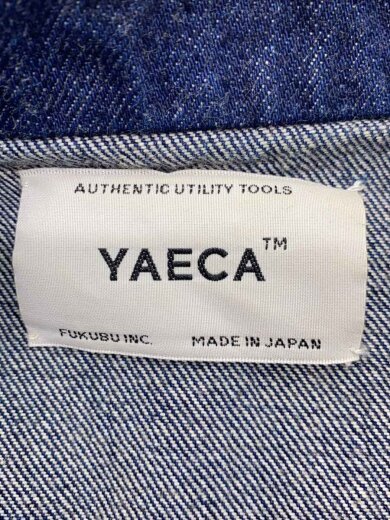 AUTHENTIC UTILITY TOOLS
YAECA™
FUKUBU INC. MADE IN JAPAN